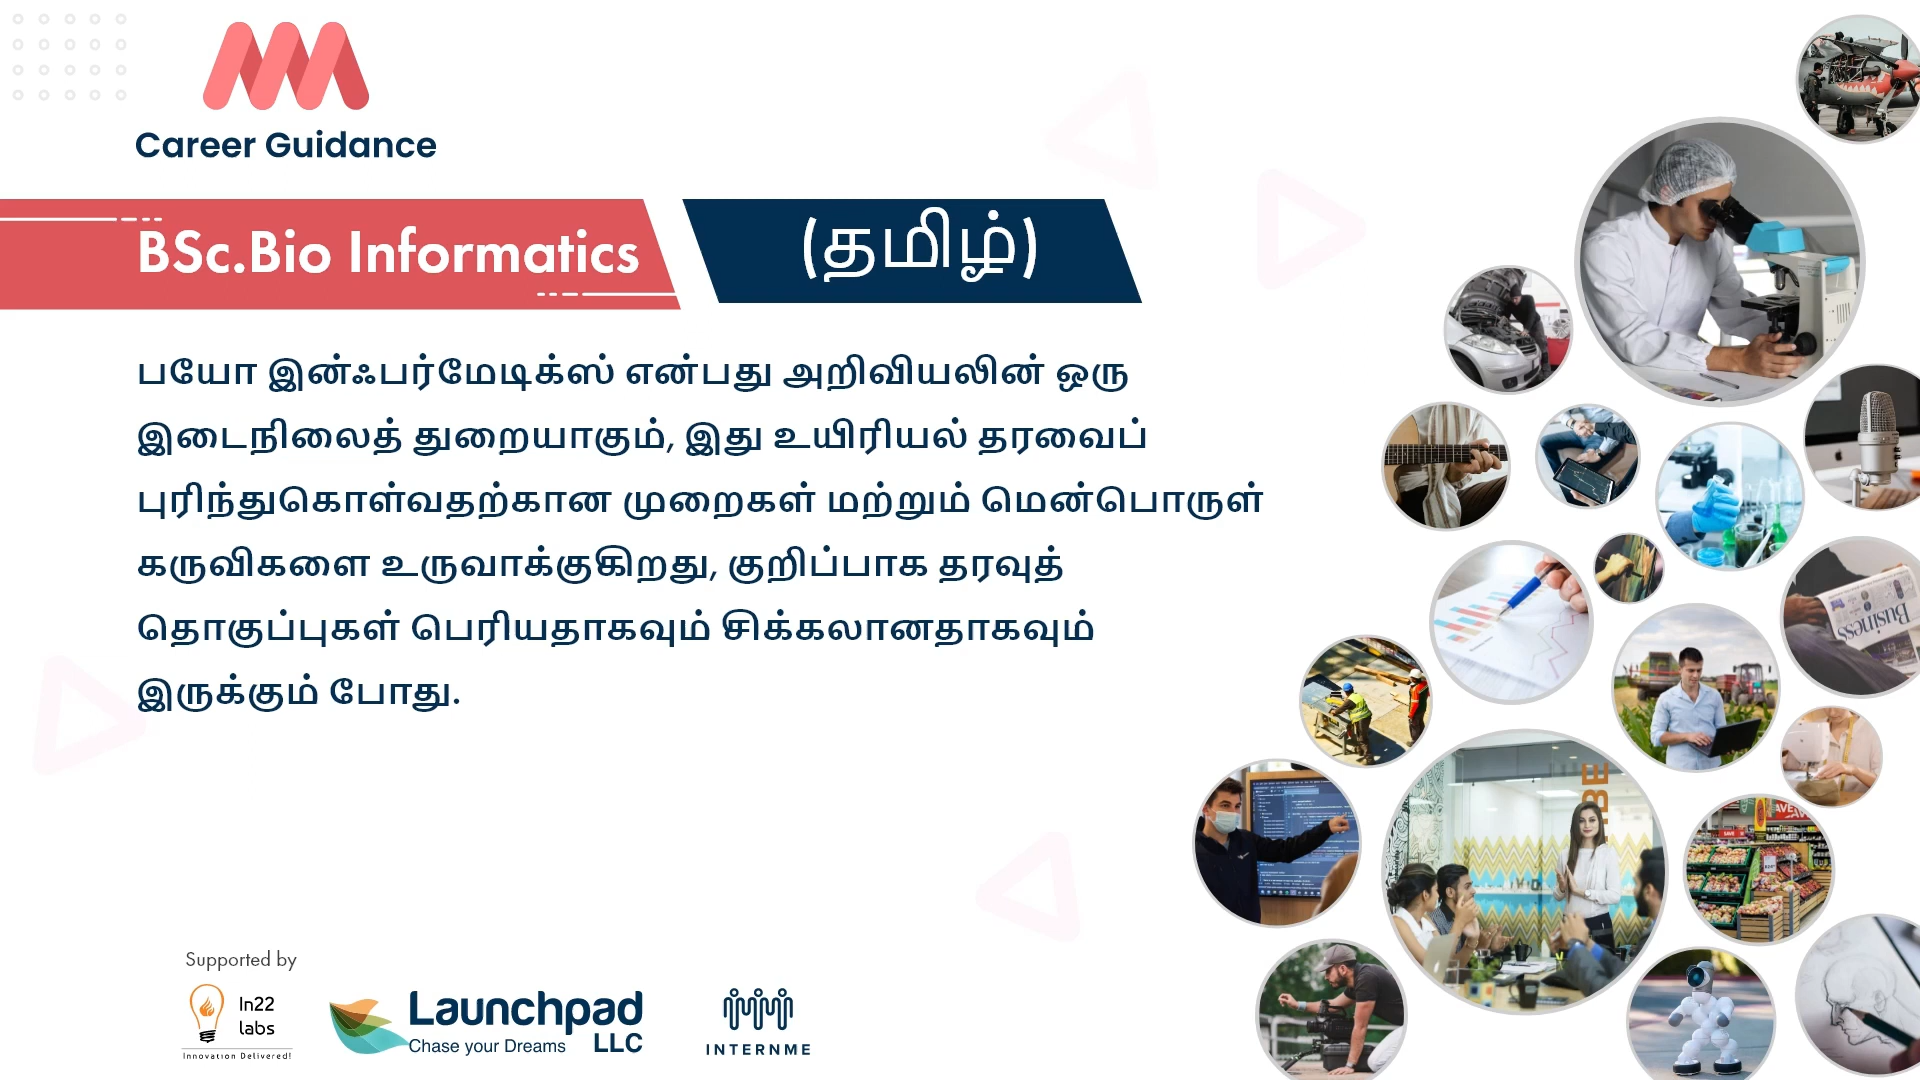 Career Guidance
BSc.Bio Informatics
(தமிழ்)
பயோ இன்ஃபர்மேடிக்ஸ் என்பது அறிவியலின் ஒரு
இடைநிலைத் துறையாகும், இது உயிரியல் தரவைப்
புரிந்துகொள்வதற்கான முறைகள் மற்றும் மென்பொருள்
கருவிகளை உருவாக்குகிறது, குறிப்பாக தரவுத்
தொகுப்புகள் பெரியதாகவும் சிக்கலானதாகவும்
இருக்கும் போது.
Business
Supported by
In22
labs
Innovation Delivered!
Launchpad
Chase your Dreams LLC
INTERNME